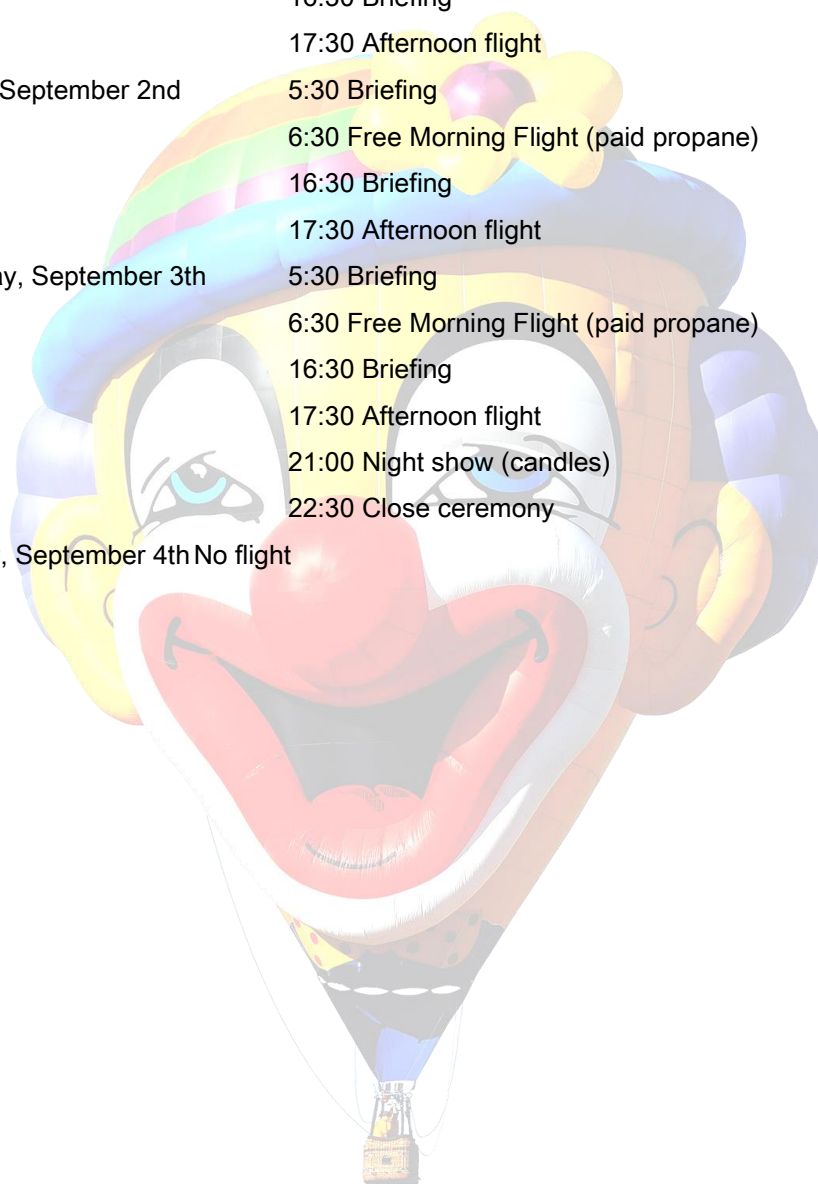 Briefing
17:30 Afternoon flight
September 2nd 5:30 Briefing
6:30 Free Morning Flight (paid propane)
16:30 Briefing
17:30 Afternoon flight
, September 3th 5:30 Briefing
6:30 Free Morning Flight (paid propane)
16:30 Briefing
17:30 Afternoon flight
21:00 Night show (candles)
22:30 Close ceremony
, September 4th No flight